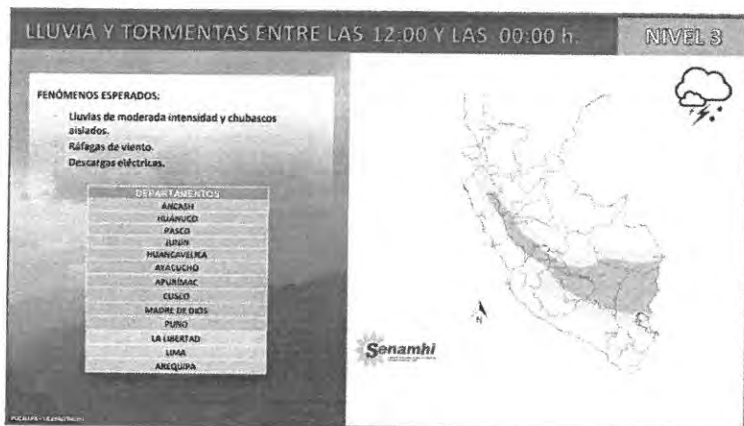 LLUVIA Y TORMENTAS ENTRE LAS 12:00 Y LAS 00:00 h.
NIVEL 3
FENÓMENOS ESPERADOS:
Lluvias de moderada intensidad y chubascos
aislados.
Ráfagas de viento.
Descargas eléctricas.
DEPARTAMENTOS
ANCASH
HUÁNUCO
PASCO
JUNÍN
HUANCAVELICA
AYACUCHO
APURÍMAC
CUSCO
MADRE DE DIOS
PUNO
LA LIBERTAD
LIMA
AREQUIPA
N
Senamhi